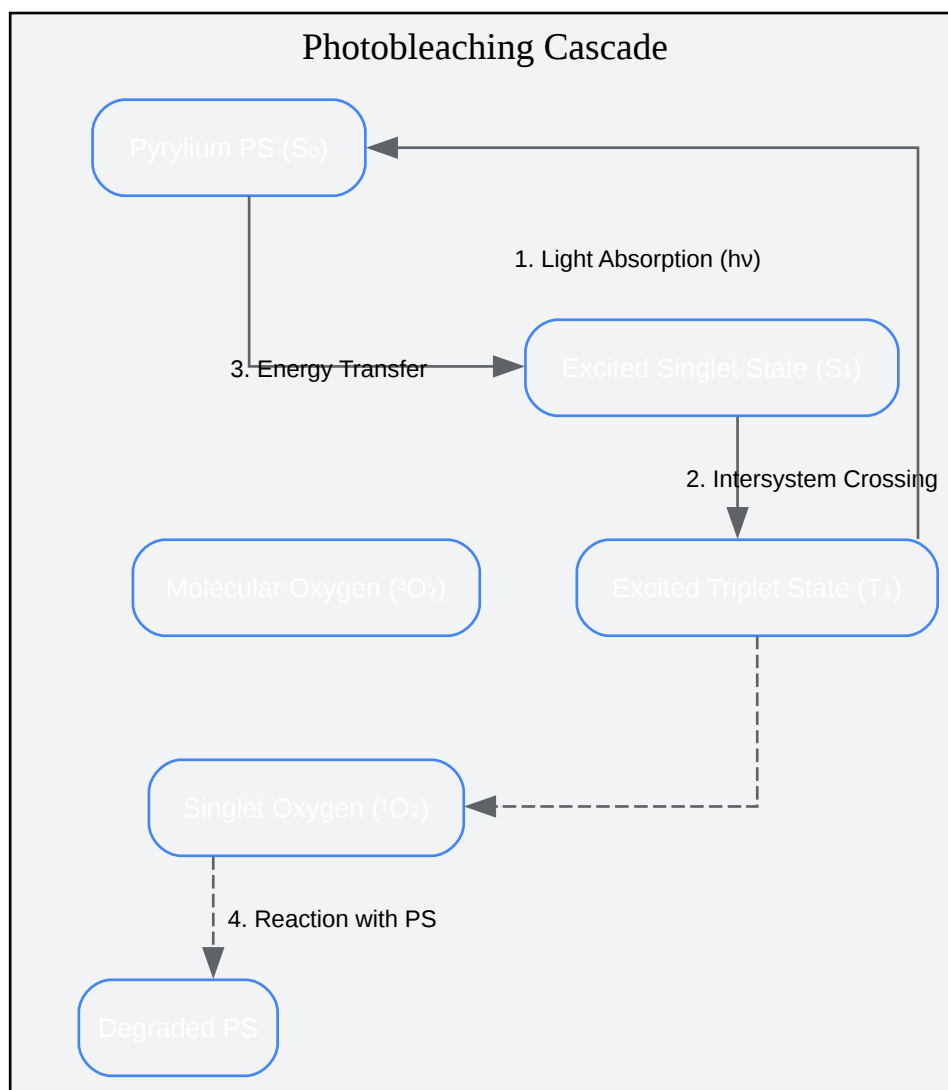 Photobleaching Cascade
Pyrylium PS (S₀)
1. Light Absorption (hν)
Excited Singlet State (S₁)
3. Energy Transfer
2. Intersystem Crossing
Molecular Oxygen (³O₂)
Excited Triplet State (T₁)
Singlet Oxygen (¹O₂)
4. Reaction with PS
Degraded PS